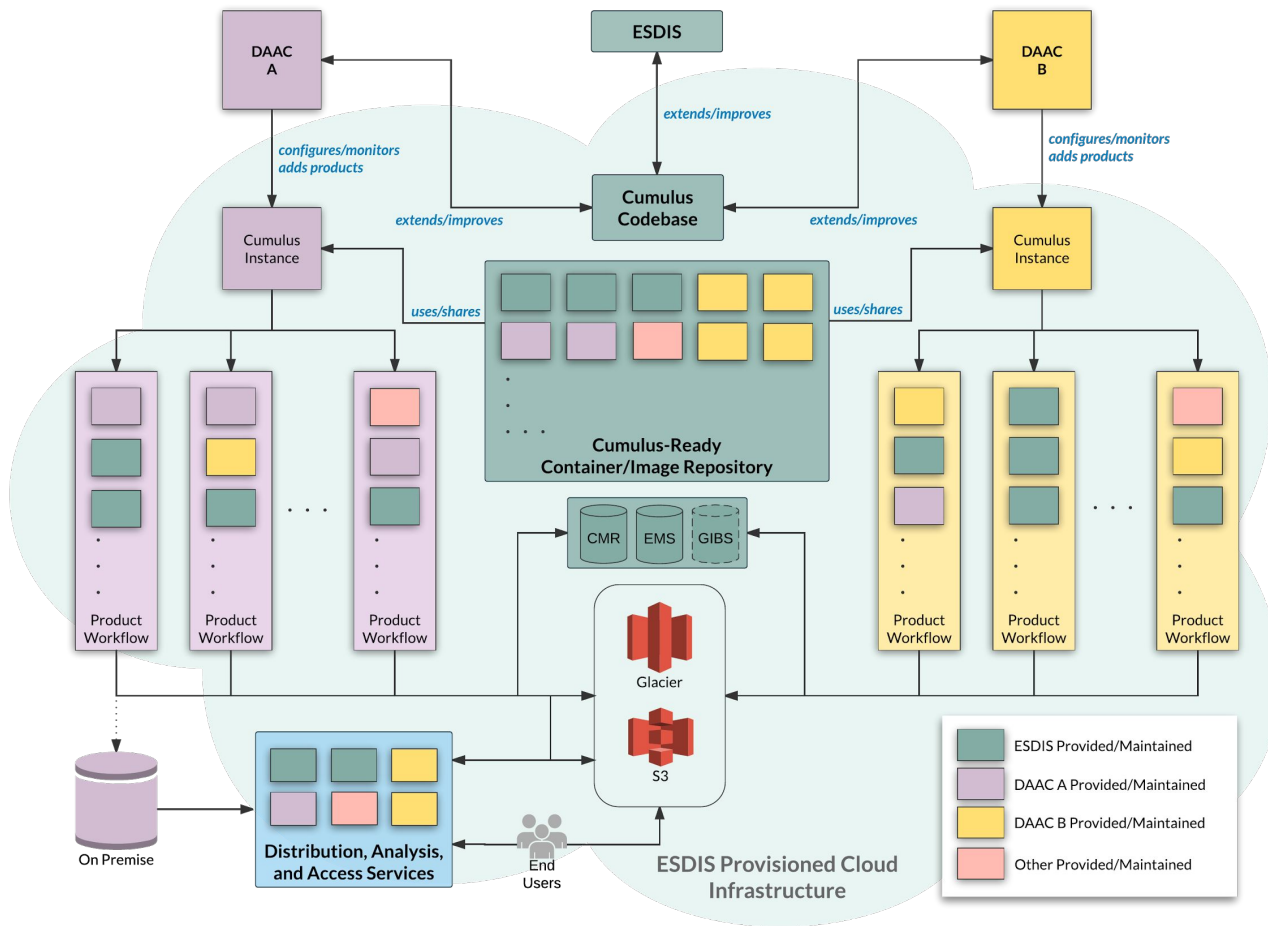 DAAC
A
ESDIS
DAAC
B
extends/improves
configures/monitors
adds products
configures/monitors
adds products
Cumulus
Codebase
extends/improves
extends/improves
Cumulus
Instance
Cumulus
Instance
uses/shares
uses/shares
Cumulus-Ready
Container/Image Repository
CMR
EMS
GIBS
Product
Workflow
Product
Workflow
Product
Workflow
Product
Workflow
Product
Workflow
Product
Workflow
Glacier
S3
On Premise
Distribution, Analysis,
and Access Services
End
Users
ESDIS Provisioned Cloud
Infrastructure
ESDIS Provided/Maintained
DAAC A Provided/Maintained
DAAC B Provided/Maintained
Other Provided/Maintained